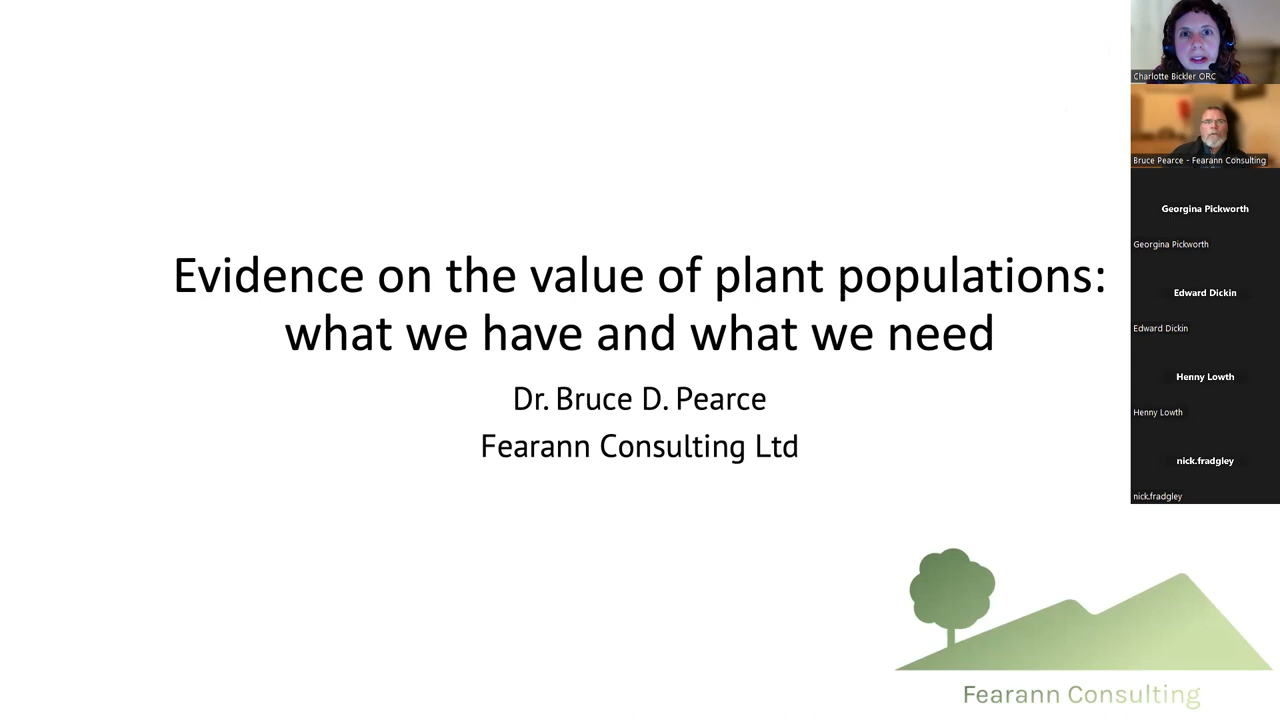 Evidence on the value of plant populations:
what we have and what we need
Dr. Bruce D. Pearce
Fearann Consulting Ltd
Charlotte Bickler ORC
Bruce Pearce - Fearann Consulting
Georgina Pickworth
Georgina Pickworth
Edward Dickin
Edward Dickin
Henny Lowth
Henny Lowth
nick.fradgley
nick.fradgley
Fearann Consulting